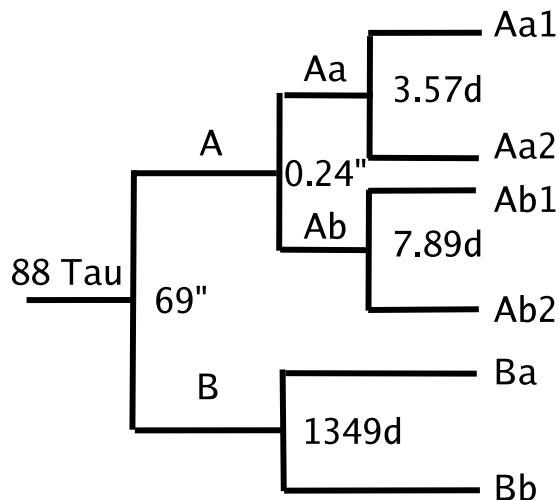 Aa1
Aa
3.57d
A
Aa2
0.24"
Ab1
Ab
7.89d
88 Tau
69"
Ab2
Ba
B
1349d
Bb